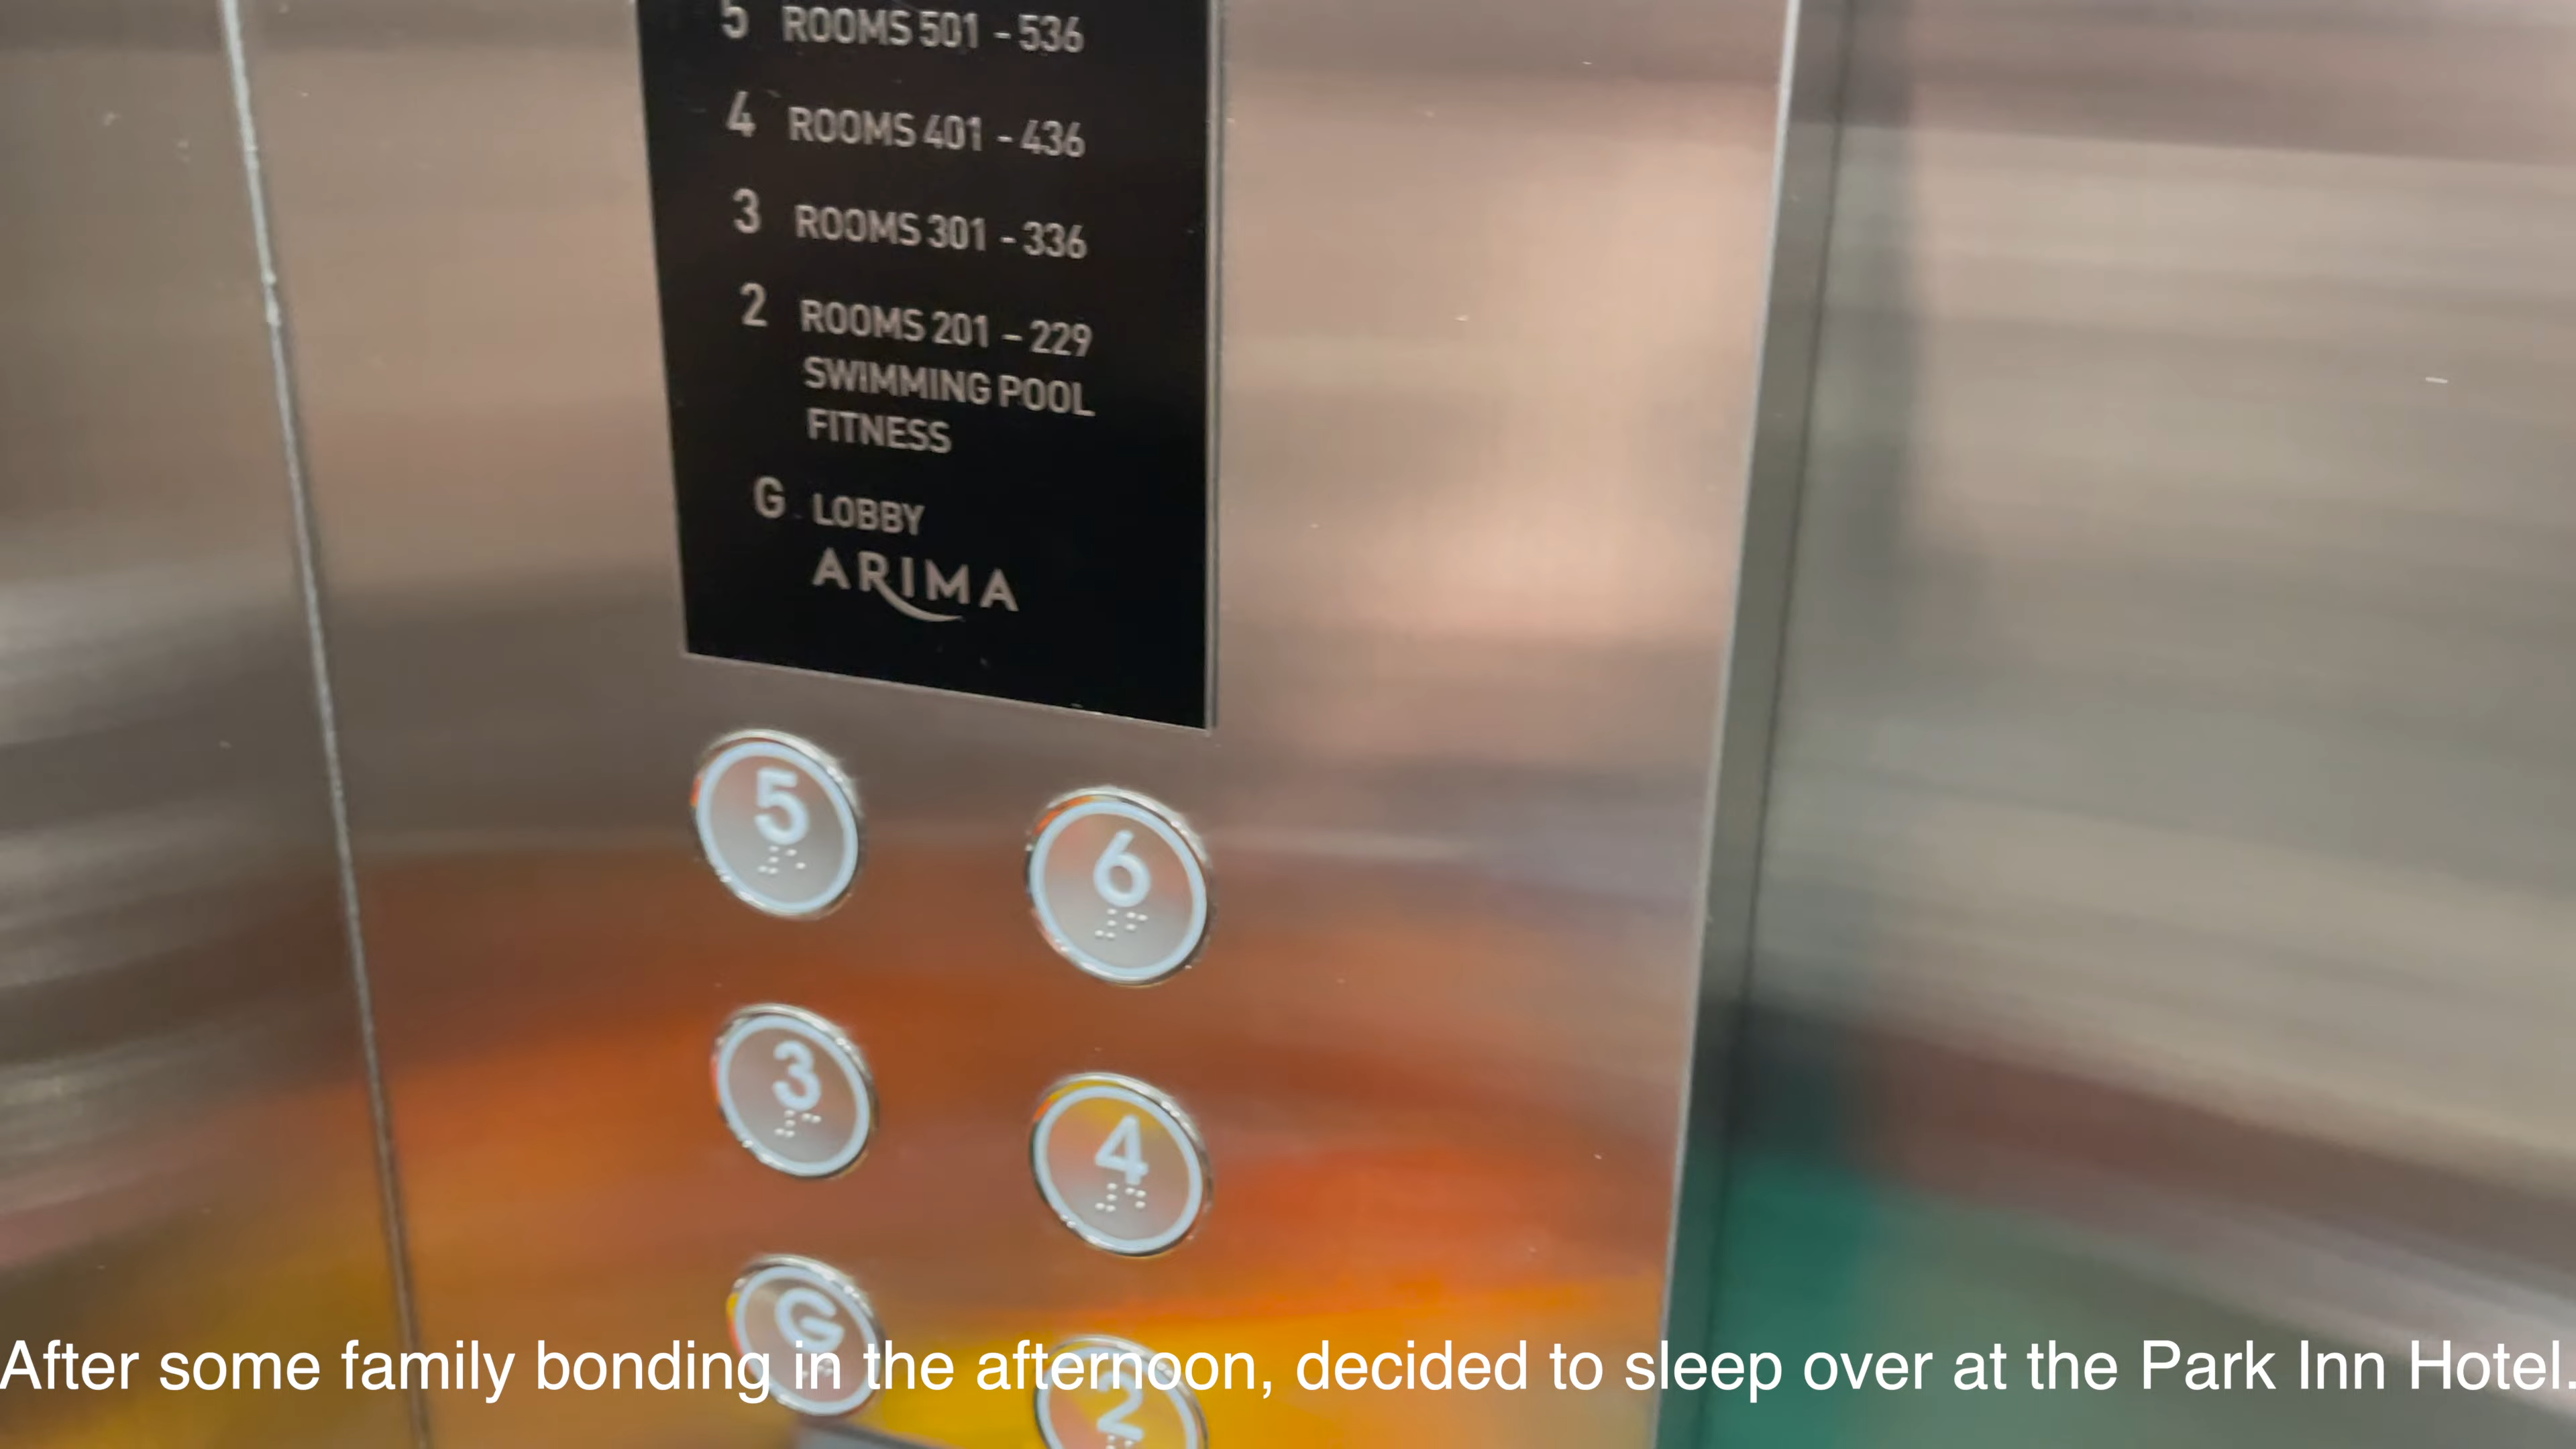 5 ROOMS 501 - 536
4 ROOMS 401 - 436
3 ROOMS 301 - 336
2 ROOMS 201 - 229
SWIMMING POOL
FITNESS
G LOBBY
ARIMA
5 6
3 4
G 2
After some family bonding in the afternoon, decided to sleep over at the Park Inn Hotel.